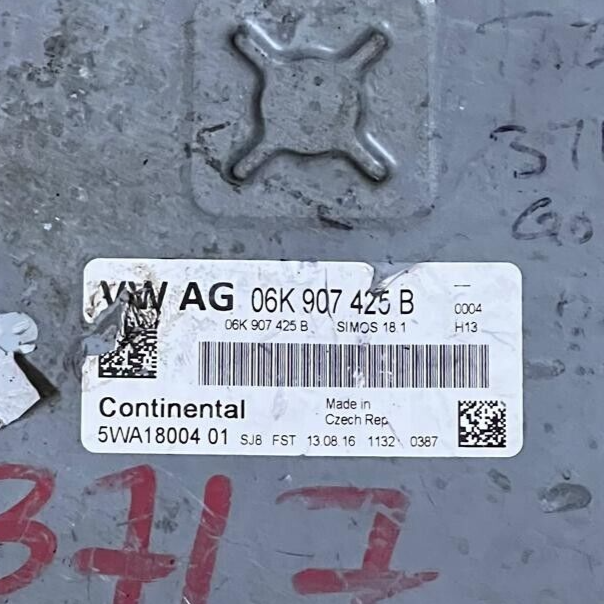 VW AG 06K 907 425 B
0004
06K 907 425 B SIMOS 18.1 H13
Continental
Made in
Czech Rep
5WA18004 01 SJ8 FST 13.08.16 1132 0387